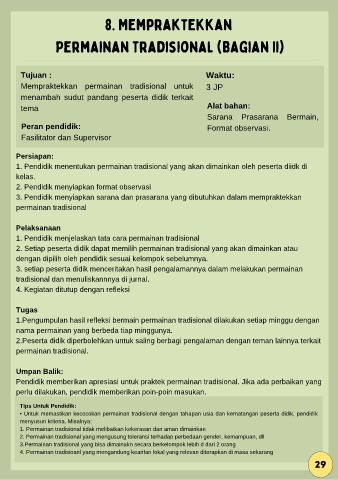 8. MEMPRAKTEKKAN
PERMAINAN TRADISIONAL (BAGIAN II)
Tujuan :
Mempraktekkan permainan tradisional untuk
menambah sudut pandang peserta didik terkait
tema
Peran pendidik:
Fasilitator dan Supervisor
Waktu:
3 JP
Alat bahan:
Sarana Prasarana Bermain,
Format observasi.
Persiapan:
1. Pendidik menentukan permainan tradisional yang akan dimainkan oleh peserta diidk di
kelas.
2. Pendidik menyiapkan format observasi
3. Pendidik menyiapkan sarana dan prasarana yang dibutuhkan dalam mempraktekkan
permainan tradisional
Pelaksanaan
1. Pendidik menjelaskan tata cara permainan tradisional
2. Setiap peserta didik dapat memilih permainan tradisional yang akan dimainkan atau
dengan dipilih oleh pendidik sesuai kelompok sebelumnya.
3. setiap peserta didik menceritakan hasil pengalamannya dalam melakukan permainan
tradisional dan menuliskannnya di jurnal.
4. Kegiatan ditutup dengan refleksi
Tugas
1.Pengumpulan hasil refleksi bermain permainan tradisional dilakukan setiap minggu dengan
nama permainan yang berbeda tiap minggunya.
2.Peserta didik diperbolehkan untuk saling berbagi pengalaman dengan teman lainnya terkait
permainan tradisional.
Umpan Balik:
Pendidik memberikan apresiasi untuk praktek permainan tradisional. Jika ada perbaikan yang
perlu dilakukan, pendidik memberikan poin-poin masukan.
Tips Untuk Pendidik:
• Untuk memastikan kecocokan permainan tradisional dengan tahapan usia dan kematangan peserta didik, pendidik
menyusun kriteria. Misalnya:
1. Permainan tradisional tidak melibatkan kekerasan dan aman dimainkan
2. Permainan tradisional yang mengusung toleransi terhadap perbedaan gender, kemampuan, dll
3.Permainan tradisional yang bisa dimainakn secara berkelompok lebih d dari 2 orang
4. Permainan tradisioanl yang mengandung kearifan lokal yang relevan diterapkan di masa sekarang
29